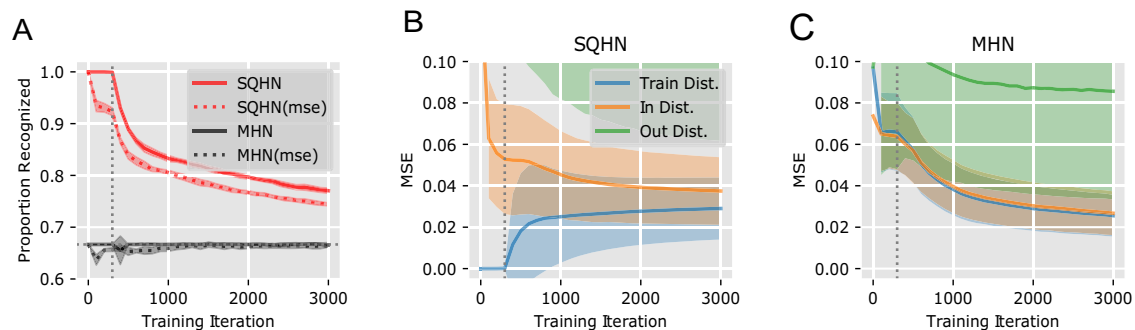 A
Proportion Recognized
1.0
0.9
0.8
0.7
0.6
SQHN
SQHN(mse)
MHN
MHN(mse)
0
1000
2000
3000
Training Iteration
B
SQHN
MSE
0.10
0.08
0.06
0.04
0.02
0.00
Train Dist.
In Dist.
Out Dist.
0
1000
2000
3000
Training Iteration
C
MHN
MSE
0.10
0.08
0.06
0.04
0.02
0.00
0
1000
2000
3000
Training Iteration